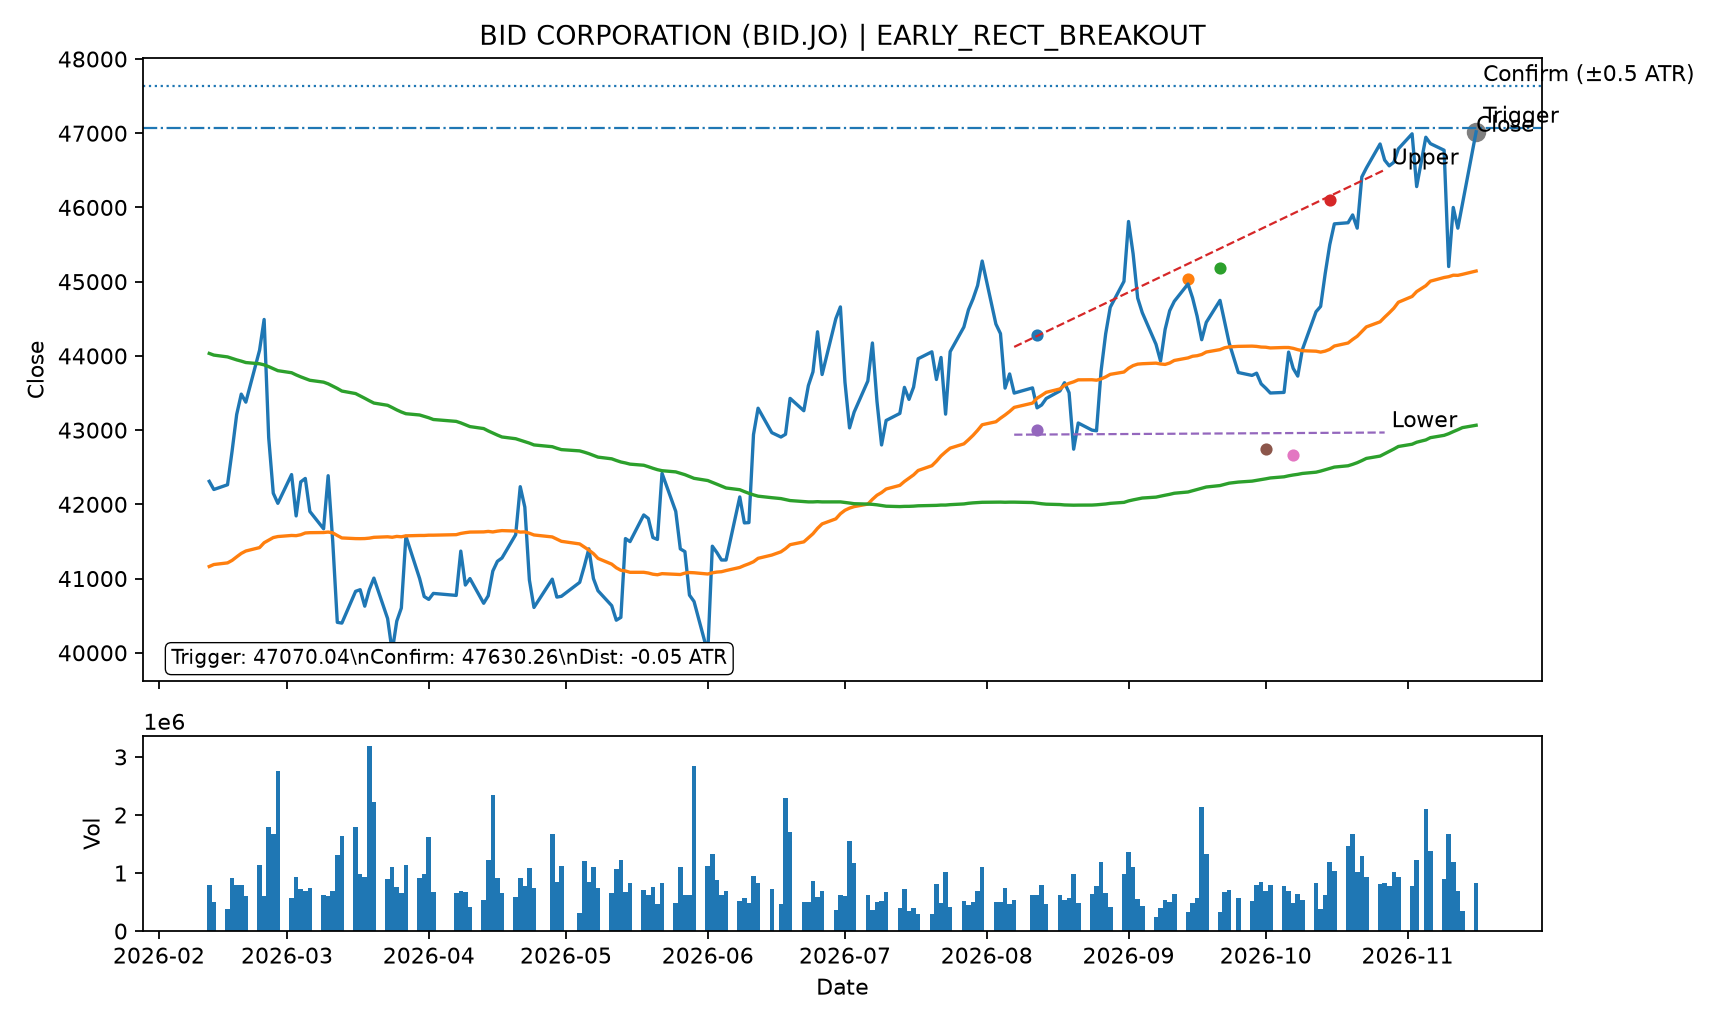 BID CORPORATION (BID.JO) | EARLY_RECT_BREAKOUT
48000
47000
46000
45000
44000
43000
42000
41000
40000
Close
Confirm (±0.5 ATR)
Trigger
Close
Upper
Lower
Trigger: 47070.04\nConfirm: 47630.26\nDist: -0.05 ATR
1e6
3
2
1
0
Vol
2026-02 2026-03 2026-04 2026-05 2026-06 2026-07 2026-08 2026-09 2026-10 2026-11
Date